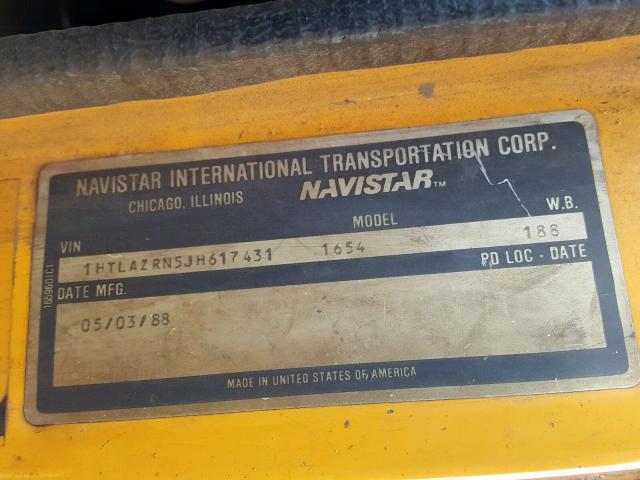 NAVISTAR INTERNATIONAL TRANSPORTATION CORP.
CHICAGO, ILLINOIS NAVISTAR™
VIN MODEL W.B.
1HTLAZRN5JH617431 1654 188
DATE MFG. PD LOC - DATE
05/03/88
MADE IN UNITED STATES OF AMERICA
1659611C1